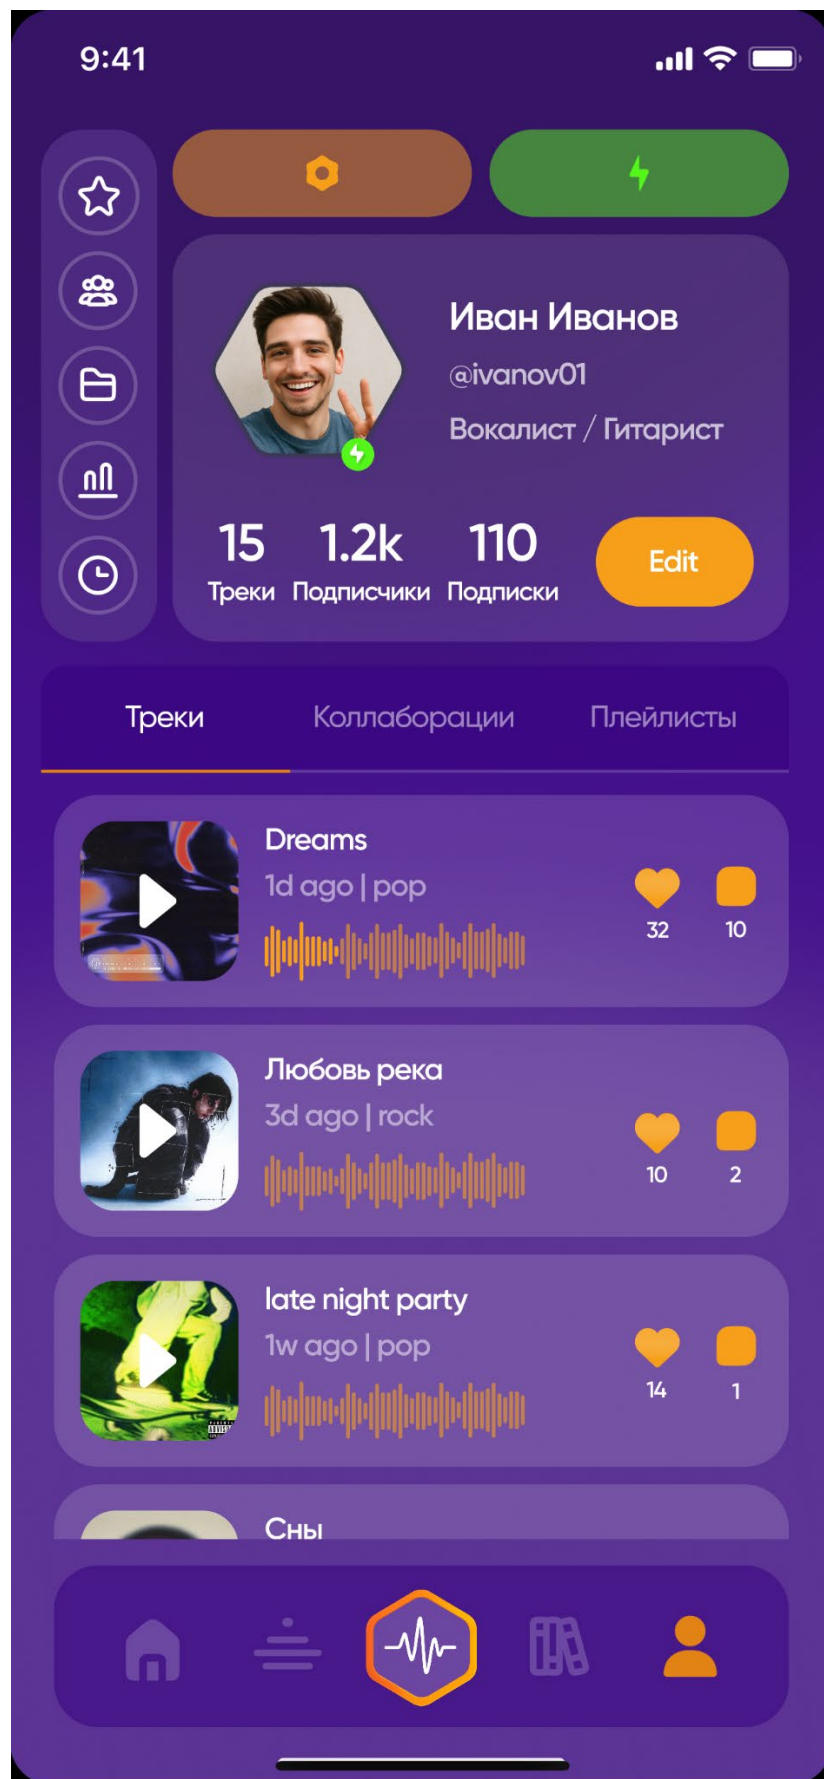 9:41
Иван Иванов
@ivanov01
Вокалист / Гитарист
15 1.2k 110
Треки Подписчики Подписки
Edit
Треки Коллаборации Плейлисты
Dreams
1d ago | pop
32 10
Любовь река
3d ago | rock
10 2
late night party
1w ago | pop
14 1
Сны